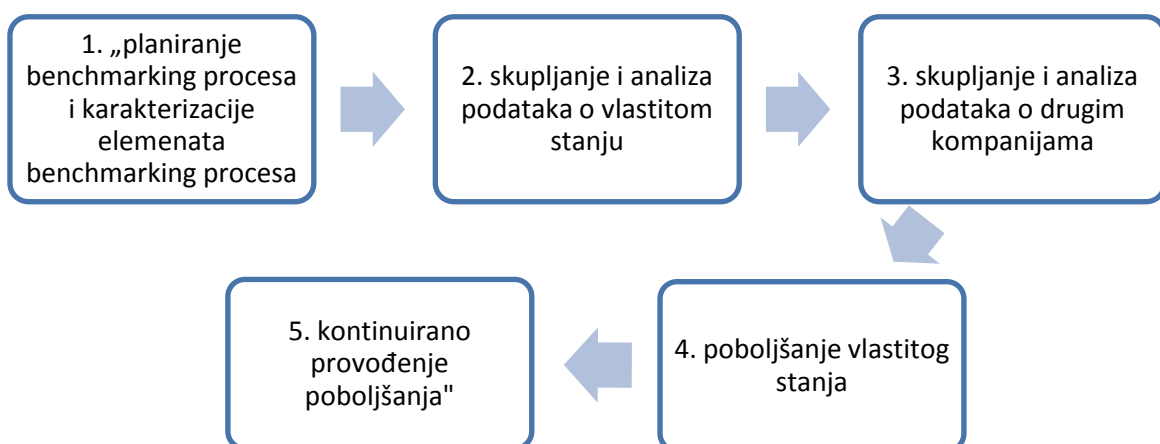 1. „planiranje
benchmarking procesa
i karakterizacije
elemenata
benchmarking procesa
2. skupljanje i analiza
podataka o vlastitom
stanju
3. skupljanje i analiza
podataka o drugim
kompanijama
4. poboljšanje vlastitog
stanja
5. kontinuirano
provođenje
poboljšanja"